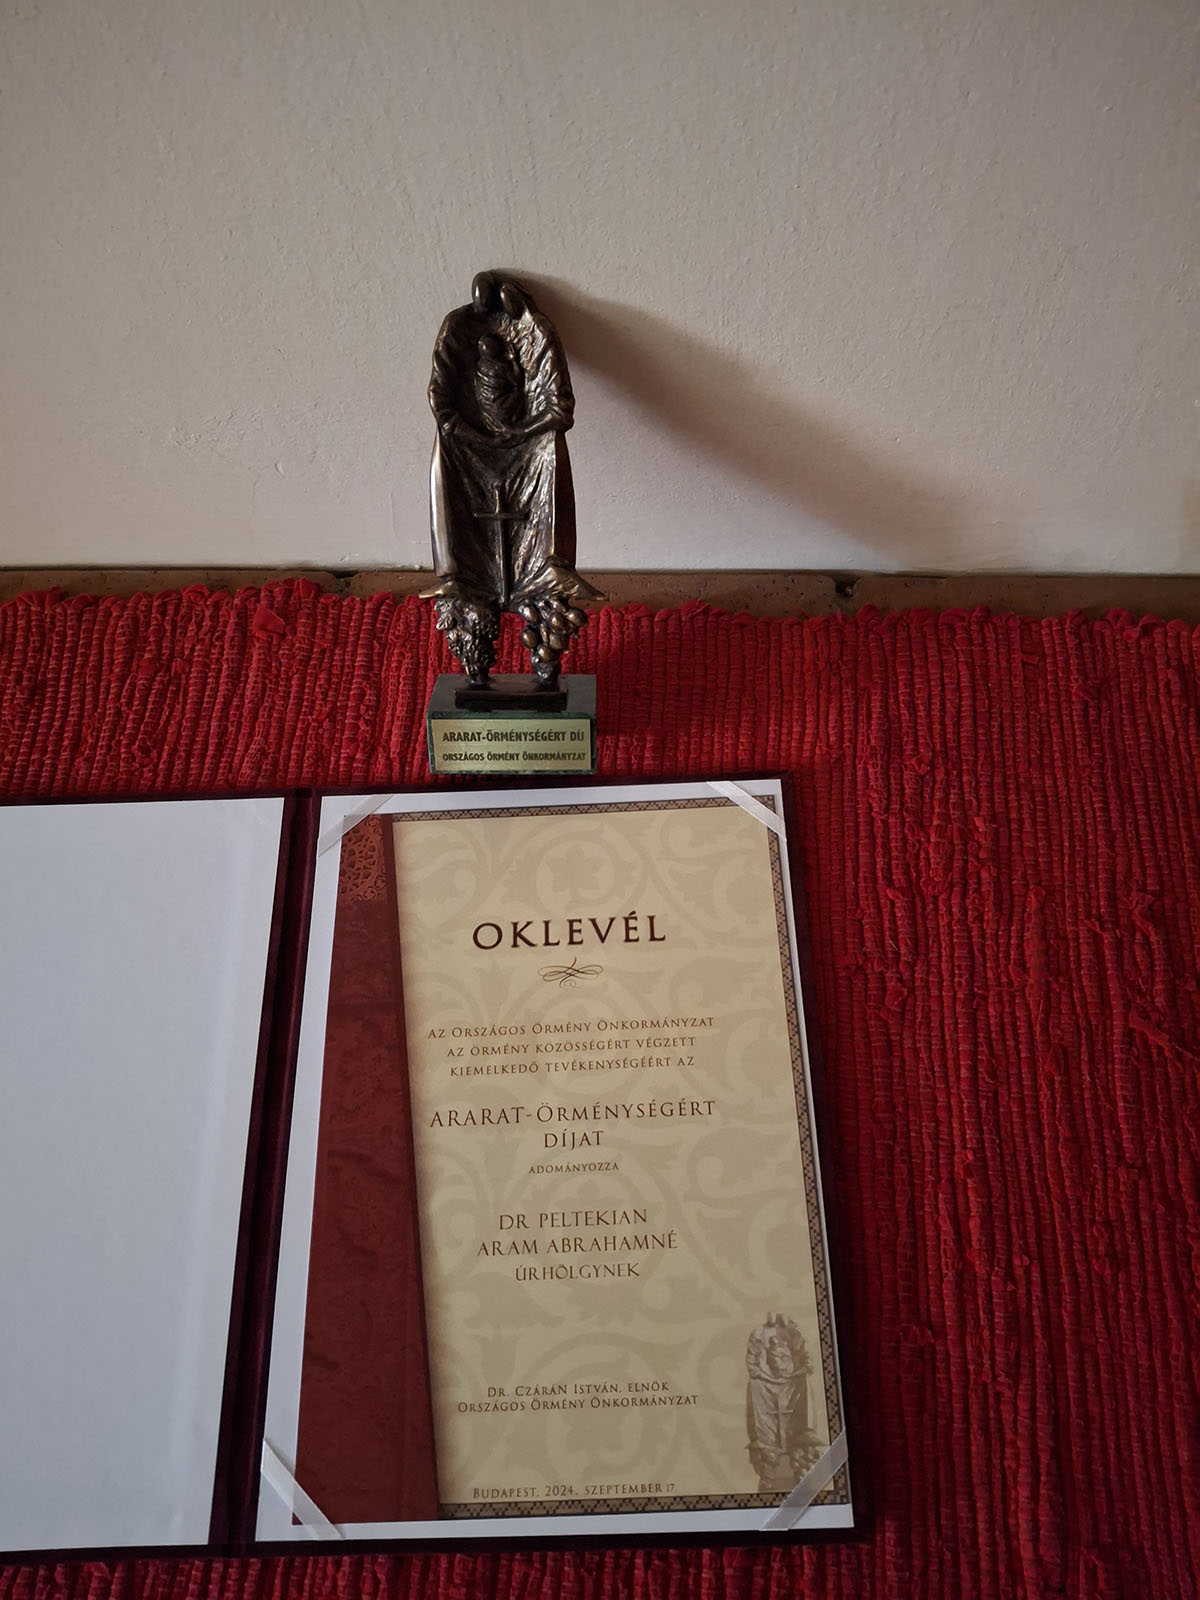 ARARAT-ÖRMÉNYSÉGÉRT DÍJ
ORSZÁGOS ÖRMÉNY ÖNKORMÁNYZAT
OKLEVÉL
AZ ORSZÁGOS ÖRMÉNY ÖNKORMÁNYZAT
AZ ÖRMÉNY KÖZÖSSÉGÉRT VÉGZETT
KIEMELKEDŐ TEVÉKENYSÉGÉÉRT AZ
ARARAT-ÖRMÉNYSÉGÉRT
DÍJAT
ADOMÁNYOZZA
DR PELTEKIAN
ARAM ABRAHAMNÉ
ÚRHÖLGYNEK
DR. CZÁRÁN ISTVÁN, ELNÖK
ORSZÁGOS ÖRMÉNY ÖNKORMÁNYZAT
BUDAPEST, 2024. SZEPTEMBER 17.